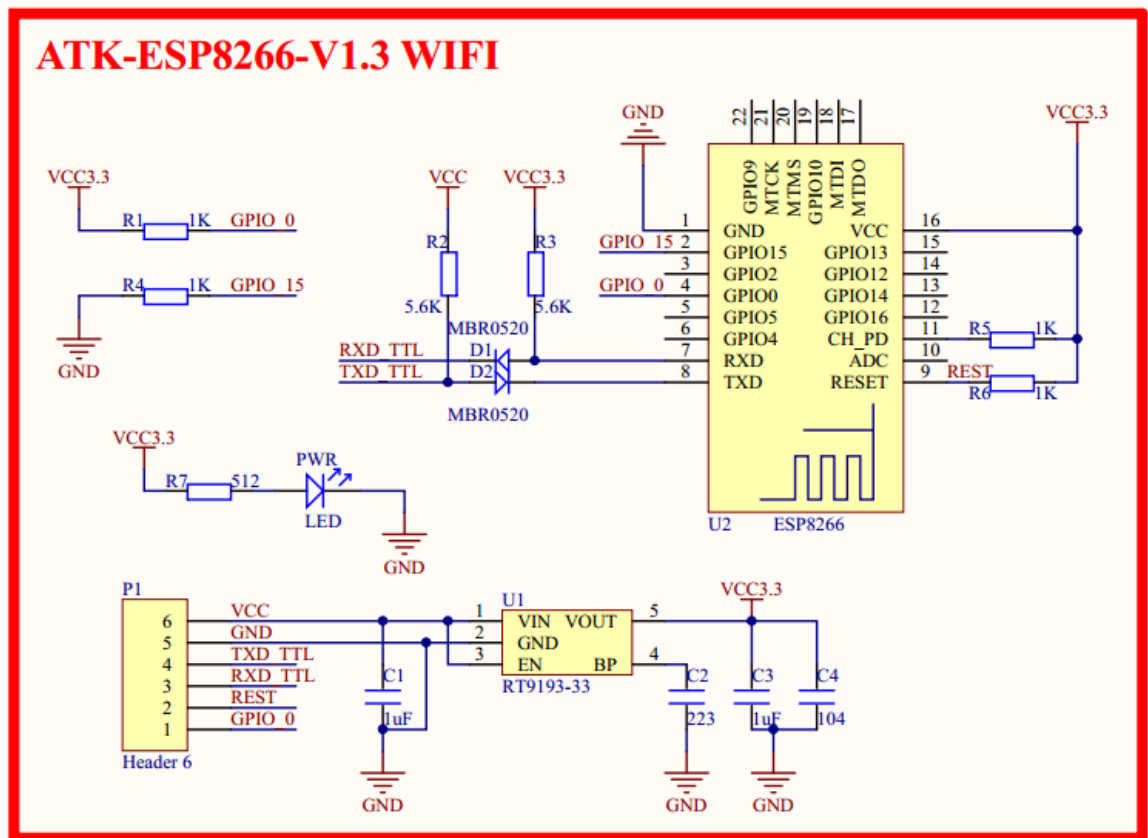 ATK-ESP8266-V1.3 WIFI
VCC3.3
R1 1K GPIO_0
R4 1K GPIO_15
GND
VCC
VCC3.3
R2
R3
5.6K
5.6K
MBR0520
RXD_TTL D1
TXD_TTL D2
MBR0520
GND
VCC3.3
22 21 20 19 18 17
GPIO9 MTCK MTMS GPIO10 MTDI MTDO
1 GND VCC 16
GPIO_15 2 GPIO15 GPIO13 15
3 GPIO2 GPIO12 14
GPIO_0 4 GPIO0 GPIO14 13
5 GPIO5 GPIO16 12
6 GPIO4 CH_PD 11 R5 1K
7 RXD ADC 10
8 TXD RESET 9 REST
R6 1K
U2 ESP8266
VCC3.3
R7 512
PWR
LED
GND
P1
6 VCC
5 GND
4 TXD_TTL
3 RXD_TTL
2 REST
1 GPIO_0
Header 6
C1
1uF
GND
U1
1 VIN VOUT 5
2 GND
3 EN BP 4
RT9193-33
VCC3.3
C2
223
GND
C3
1uF
C4
104
GND